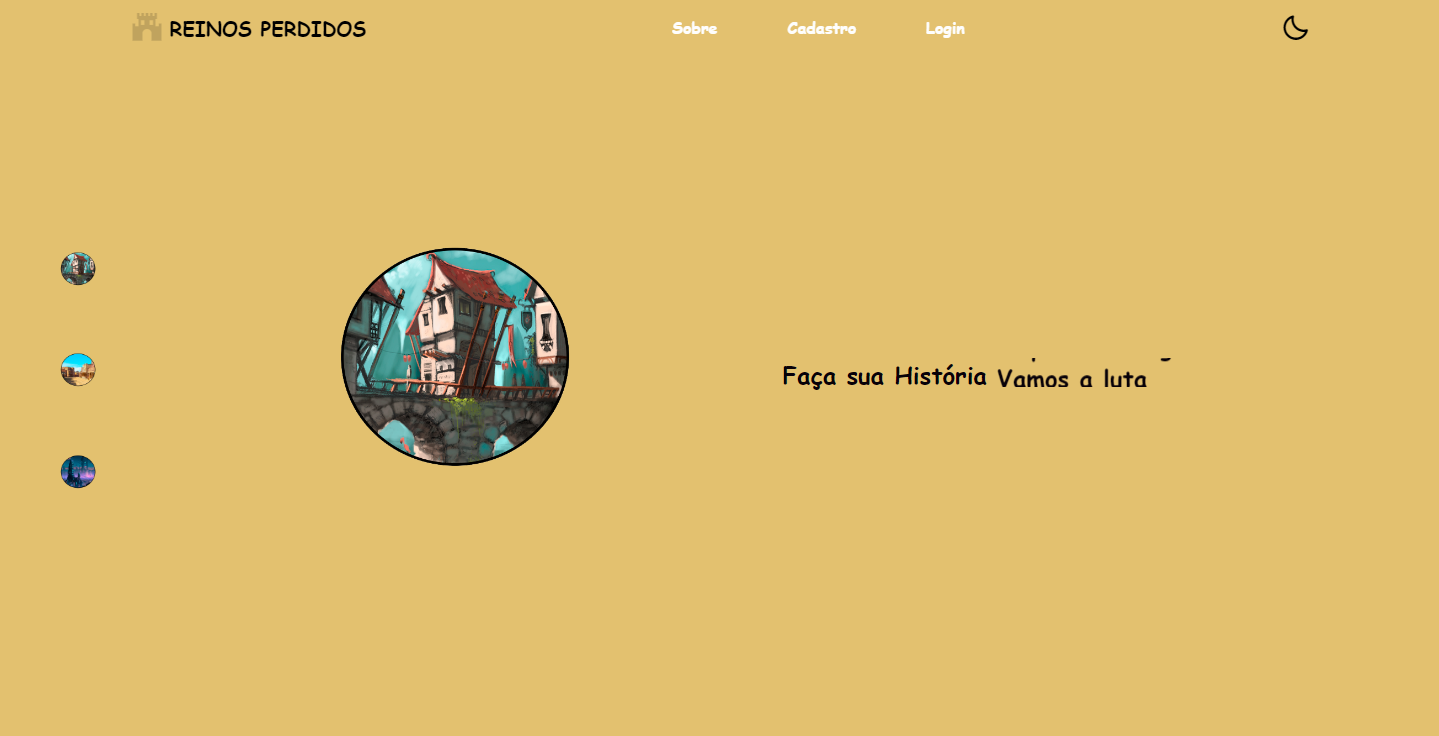 REINOS PERDIDOS
Sobre Cadastro Login
Faça sua História Vamos a luta